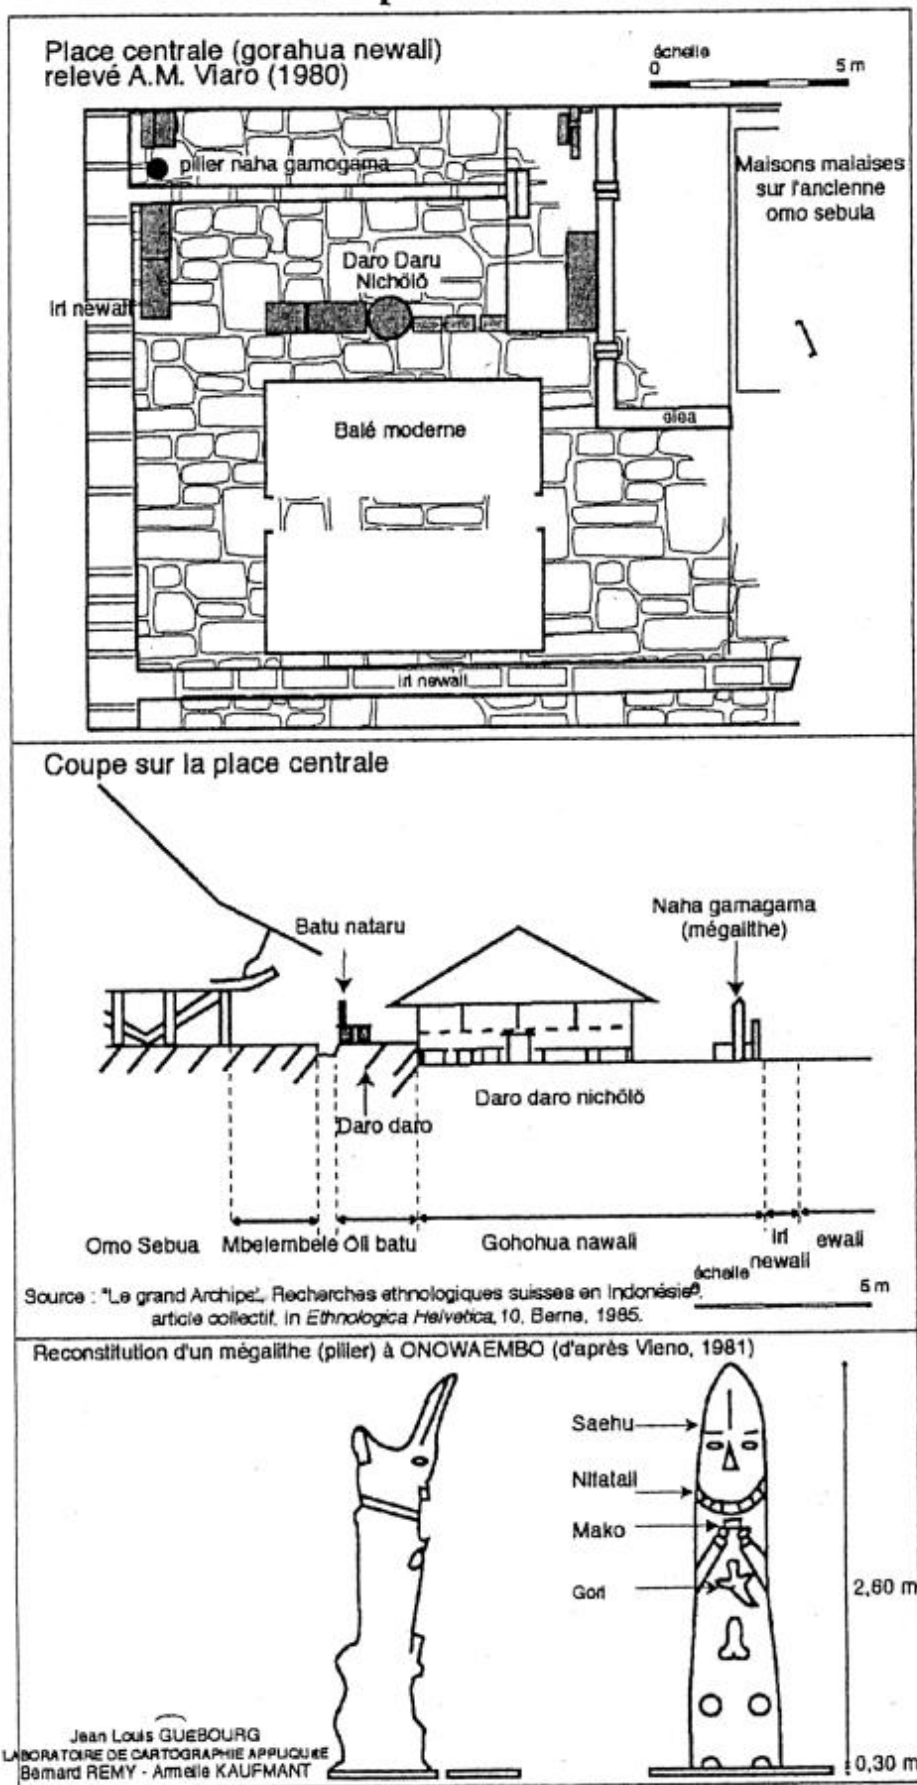 Place centrale (gorahua newali)
relevé A.M. Viaro (1980)
échelle
0 5 m
pilier naha gamogama
Maisons malaises
sur l'ancienne
omo sebula
Daro Daru
Nichölö
Iri newali
Balé moderne
olea
Iri newali
Coupe sur la place centrale
Batu nataru
Naha gamagama
(mégalithe)
Daro daro
Daro daro nichölö
Omo Sebua
Mbelembele
Öli batu
Gohohua nawali
Iri
newali
ewali
échelle
0 5 m
Source : "Le grand Archipel, Recherches ethnologiques suisses en Indonésie",
article collectif, in Ethnologica Helvetica, 10, Berne, 1985.
Reconstitution d'un mégalithe (pilier) à ONOWAEMBO (d'après Vieno, 1981)
Saehu
Nifatali
Mako
Gori
2,60 m
0,30 m
Jean Louis GUEBOURG
LABORATOIRE DE CARTOGRAPHIE APPLIQUEE
Bernard REMY - Armelle KAUFMANT